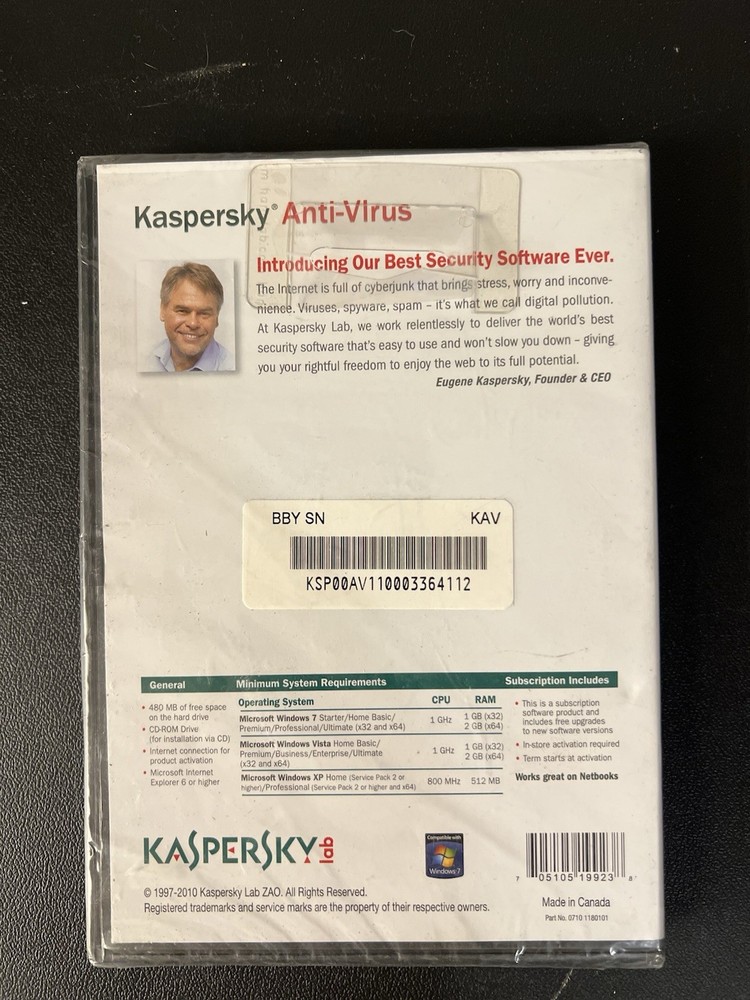 Kaspersky® Anti-Virus
Introducing Our Best Security Software Ever.
The Internet is full of cyberjunk that brings stress, worry and inconve-
nience. Viruses, spyware, spam – it's what we call digital pollution.
At Kaspersky Lab, we work relentlessly to deliver the world's best
security software that's easy to use and won't slow you down – giving
you your rightful freedom to enjoy the web to its full potential.
Eugene Kaspersky, Founder & CEO
BBY SN KAV
KSP00AV110003364112
General
• 480 MB of free space
on the hard drive
• CD-ROM Drive
(for installation via CD)
• Internet connection for
product activation
• Microsoft Internet
Explorer 6 or higher
Minimum System Requirements
Operating System CPU RAM
Microsoft Windows 7 Starter/Home Basic/
Premium/Professional/Ultimate (x32 and x64)
1 GHz
1 GB (x32)
2 GB (x64)
Microsoft Windows Vista Home Basic/
Premium/Business/Enterprise/Ultimate
(x32 and x64)
1 GHz
1 GB (x32)
2 GB (x64)
Microsoft Windows XP Home (Service Pack 2 or
higher)/Professional (Service Pack 2 or higher and x64)
800 MHz 512 MB
Subscription Includes
• This is a subscription
software product and
includes free upgrades
to new software versions
• In-store activation required
• Term starts at activation
Works great on Netbooks
KASPERSKY lab
Compatible with
Windows 7
7 05105 19923 8
© 1997-2010 Kaspersky Lab ZAO. All Rights Reserved.
Registered trademarks and service marks are the property of their respective owners.
Made in Canada
Part No. 0710 1180101